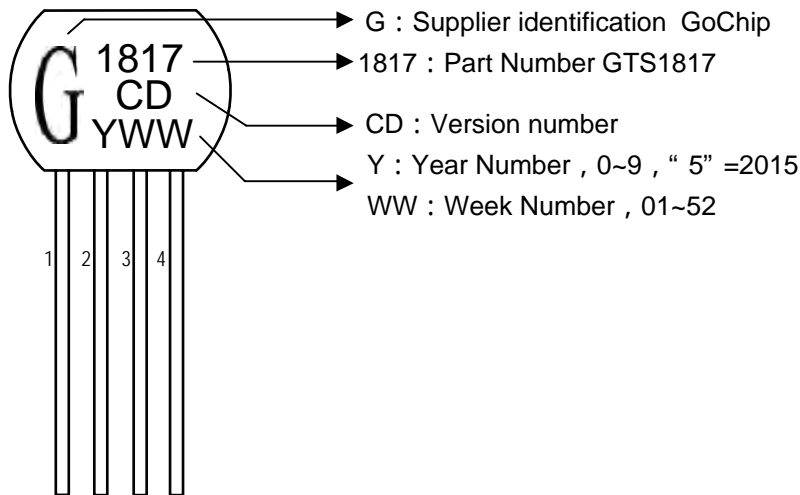 G : Supplier identification GoChip
G 1817
1817 : Part Number GTS1817
CD
CD : Version number
YWW
Y : Year Number , 0~9 , “ 5” =2015
WW : Week Number , 01~52
1 2 3 4